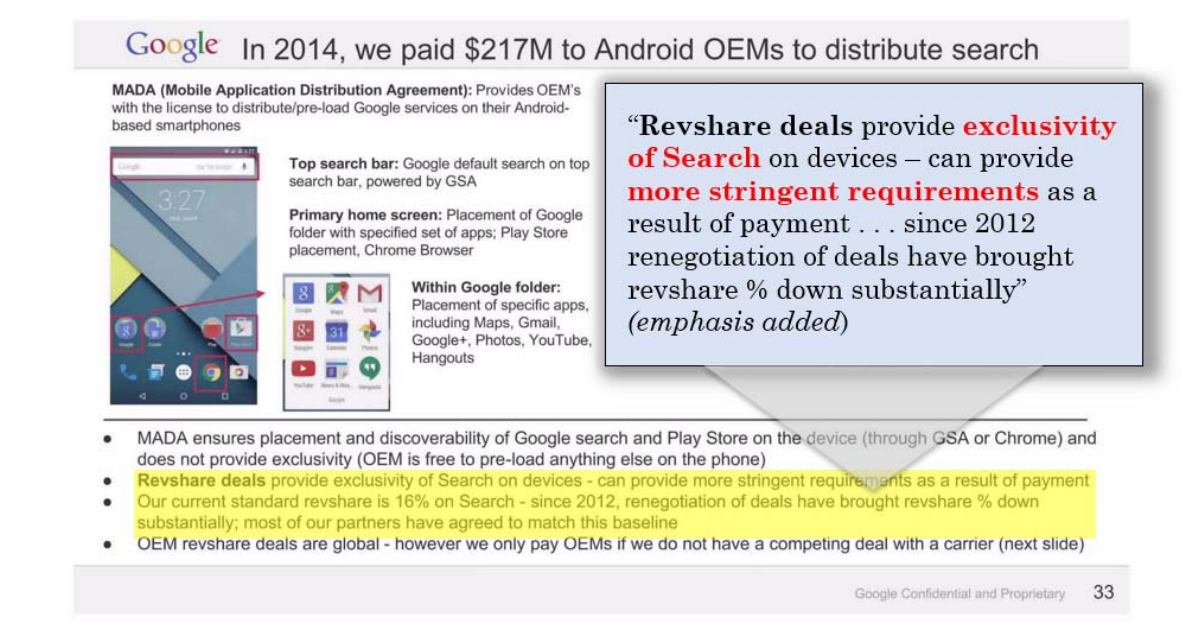 Google In 2014, we paid $217M to Android OEMs to distribute search
MADA (Mobile Application Distribution Agreement): Provides OEM's
with the license to distribute/pre-load Google services on their Android-
based smartphones
Google
3:27
Top search bar: Google default search on top
search bar, powered by GSA
Primary home screen: Placement of Google
folder with specified set of apps; Play Store
placement, Chrome Browser
Google
Play
Play Store
Within Google folder:
Placement of specific apps,
including Maps, Gmail,
Google+, Photos, YouTube,
Hangouts
Google Maps Gmail
31
Google+ Calendar Photos
YouTube Hangouts
Google
“Revshare deals provide exclusivity
of Search on devices – can provide
more stringent requirements as a
result of payment . . . since 2012
renegotiation of deals have brought
revshare % down substantially”
(emphasis added)
● MADA ensures placement and discoverability of Google search and Play Store on the device (through GSA or Chrome) and
does not provide exclusivity (OEM is free to pre-load anything else on the phone)
● Revshare deals provide exclusivity of Search on devices - can provide more stringent requirements as a result of payment
● Our current standard revshare is 16% on Search - since 2012, renegotiation of deals have brought revshare % down
substantially; most of our partners have agreed to match this baseline
● OEM revshare deals are global - however we only pay OEMs if we do not have a competing deal with a carrier (next slide)
Google Confidential and Proprietary 33